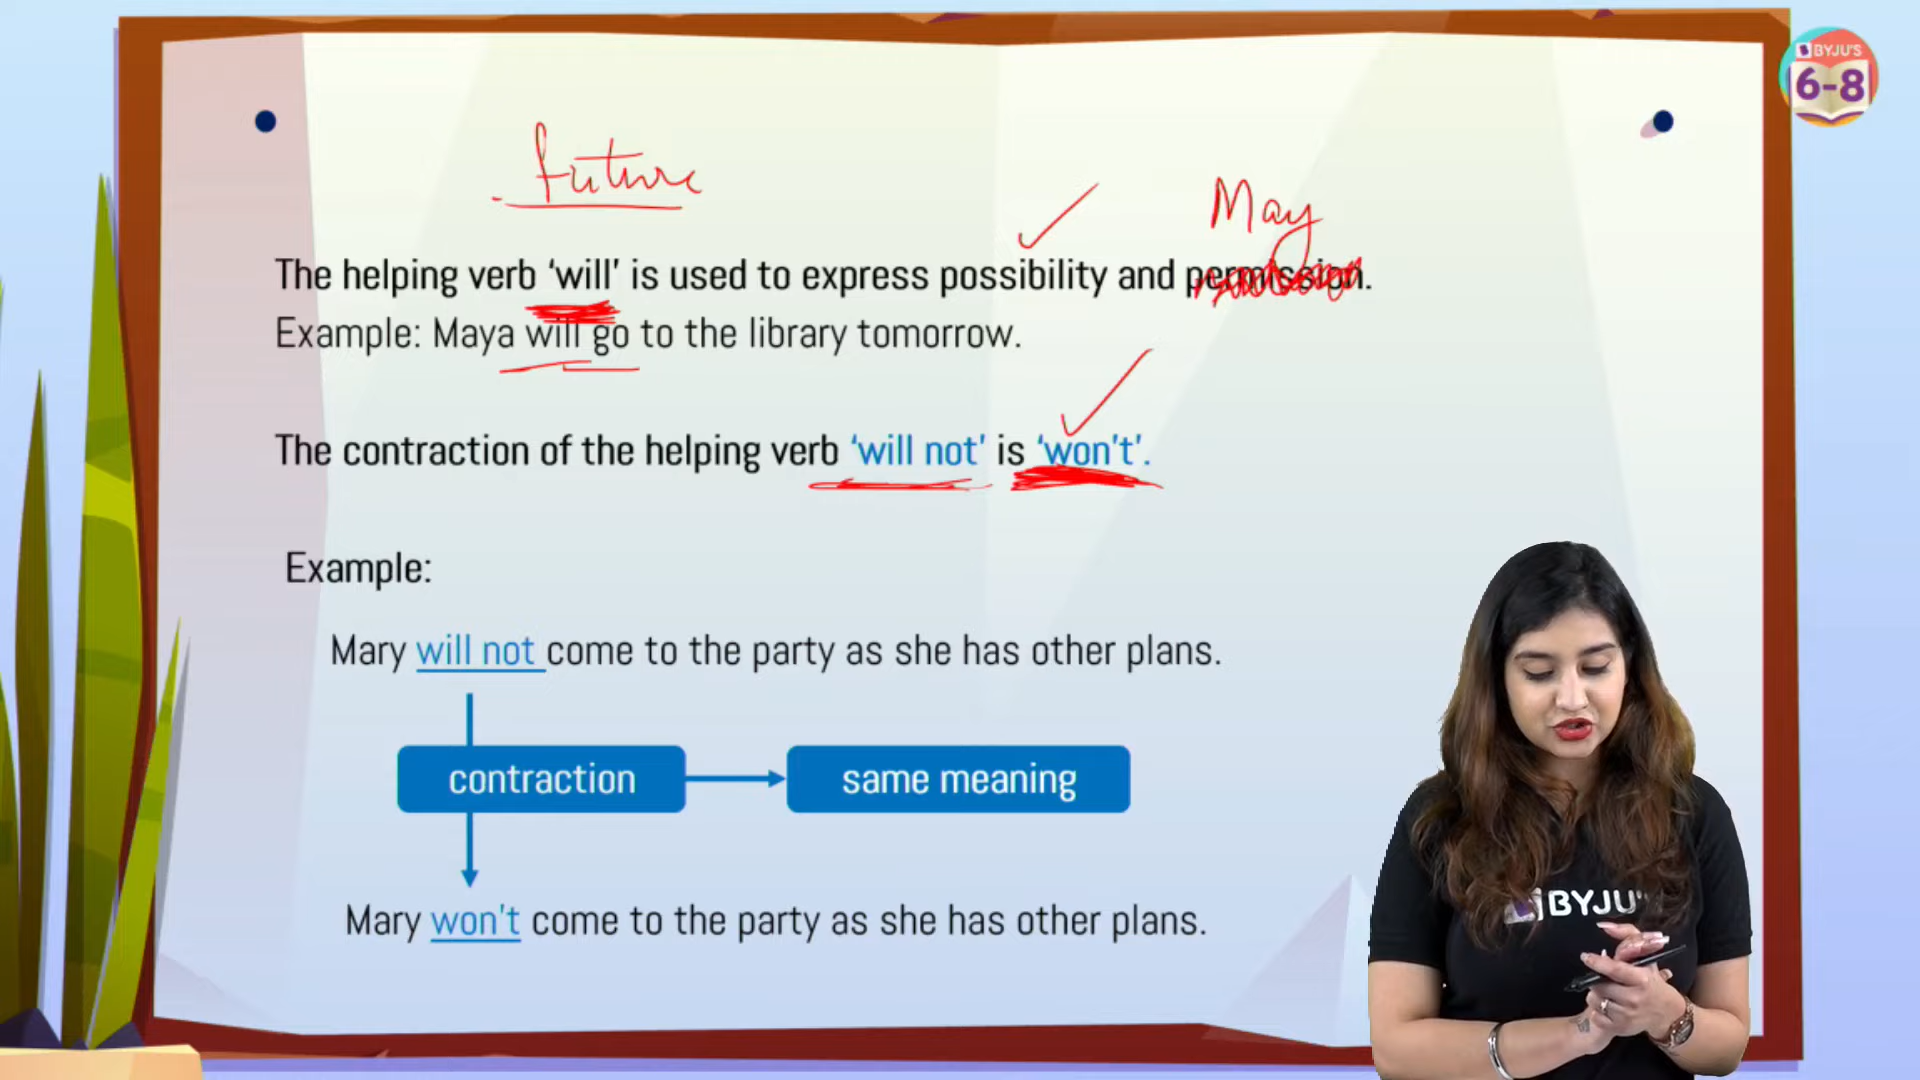 BYJU'S
6-8
future
May
The helping verb ‘will’ is used to express possibility and permission.
Example: Maya will go to the library tomorrow.
The contraction of the helping verb ‘will not’ is ‘won't’.
Example:
Mary will not come to the party as she has other plans.
contraction
same meaning
Mary won't come to the party as she has other plans.
BYJU'S